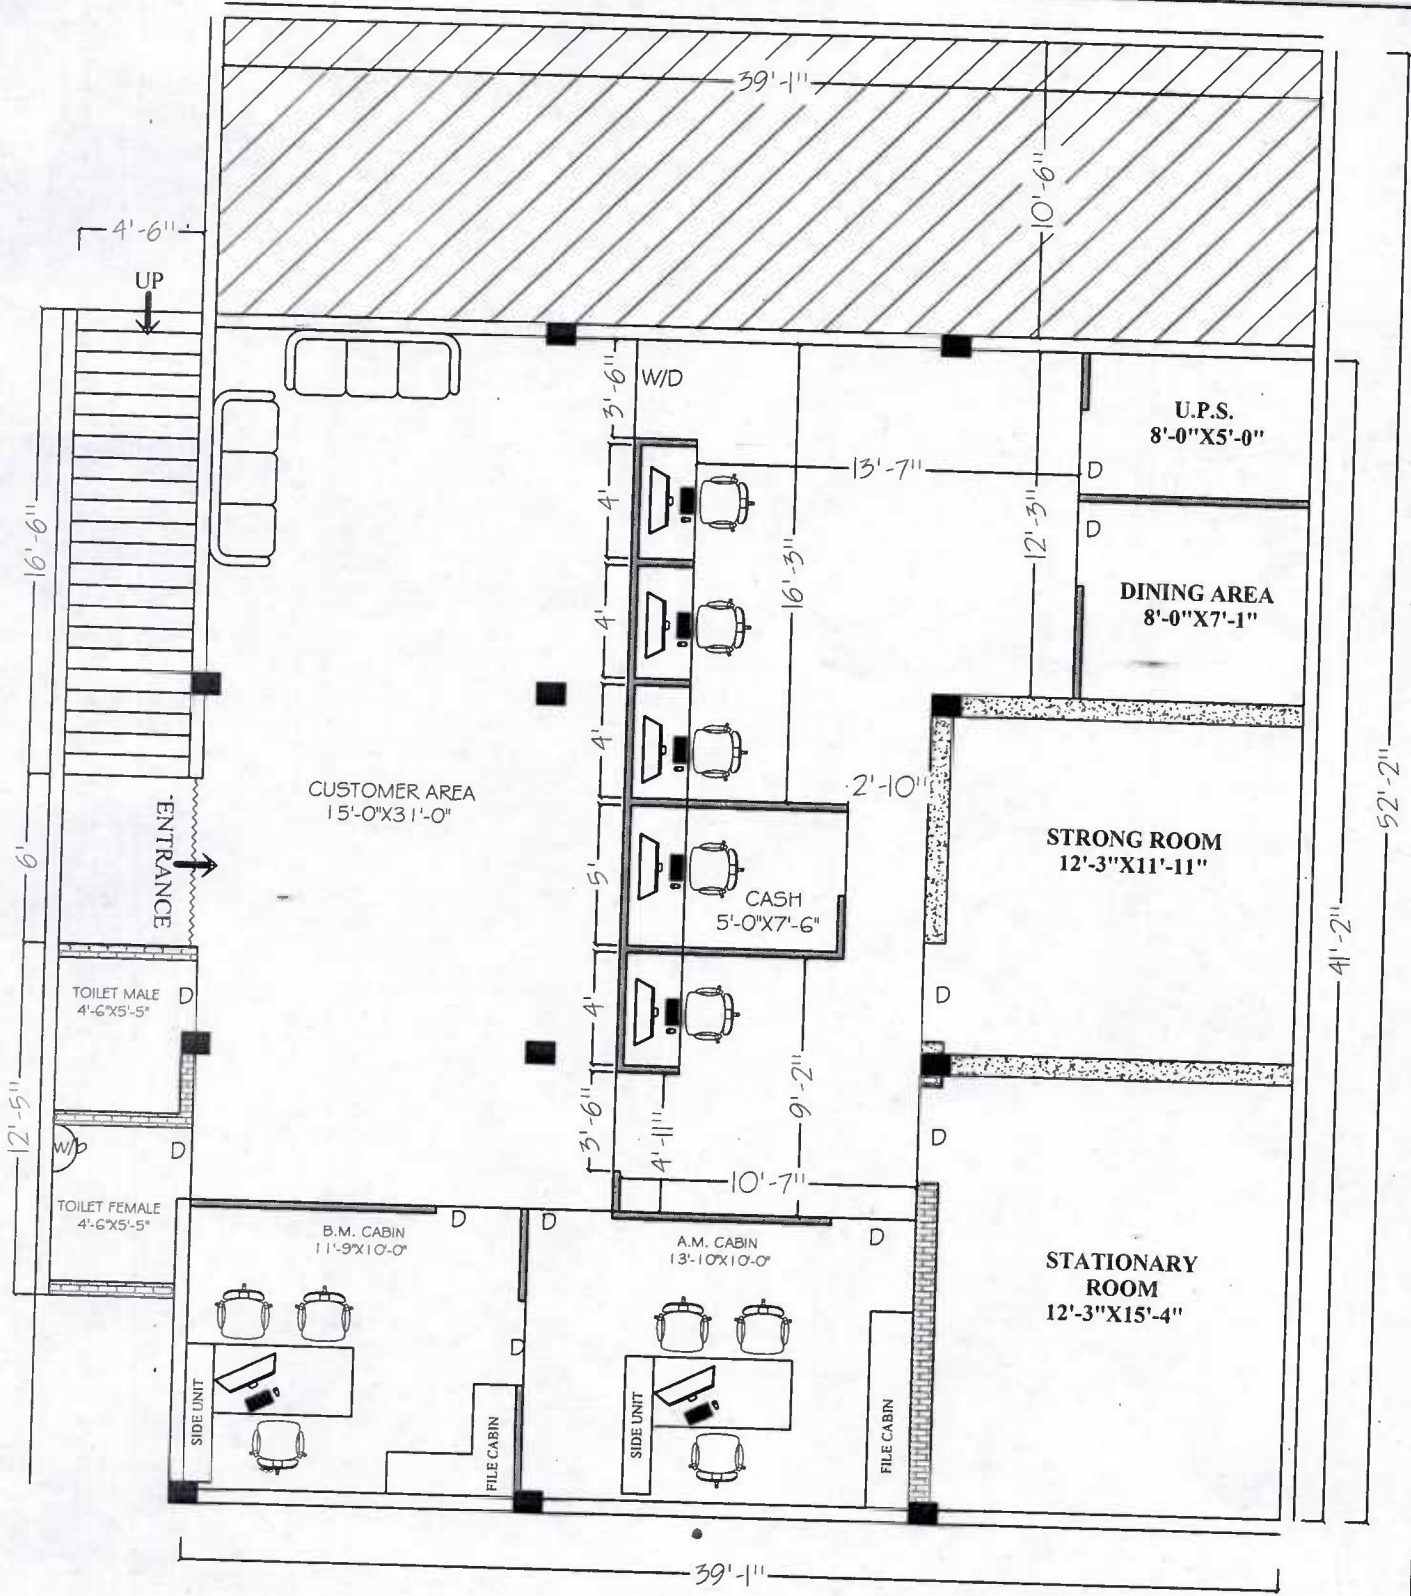 39'-1"
10'-6"
4'-6"
UP
3'-6"
W/D
U.P.S.
8'-0"X5'-0"
13'-7"
D
4'
16'-6"
12'-3"
D
16'-3"
DINING AREA
8'-0"X7'-1"
4'
4'
CUSTOMER AREA
15'-0"X31'-0"
2'-10"
52'-2"
ENTRANCE
6'
STRONG ROOM
12'-3"X11'-11"
5'
CASH
5'-0"X7'-6"
41'-2"
TOILET MALE
4'-6"X5'-5"
D
D
4'
12'-5"
3'-6"
4'-11"
9'-2"
W/b
D
D
10'-7"
TOILET FEMALE
4'-6"X5'-5"
B.M. CABIN
11'-9"X10'-0"
D
D
A.M. CABIN
13'-10"X10'-0"
D
STATIONARY
ROOM
12'-3"X15'-4"
D
SIDE UNIT
FILE CABIN
SIDE UNIT
FILE CABIN
39'-1"